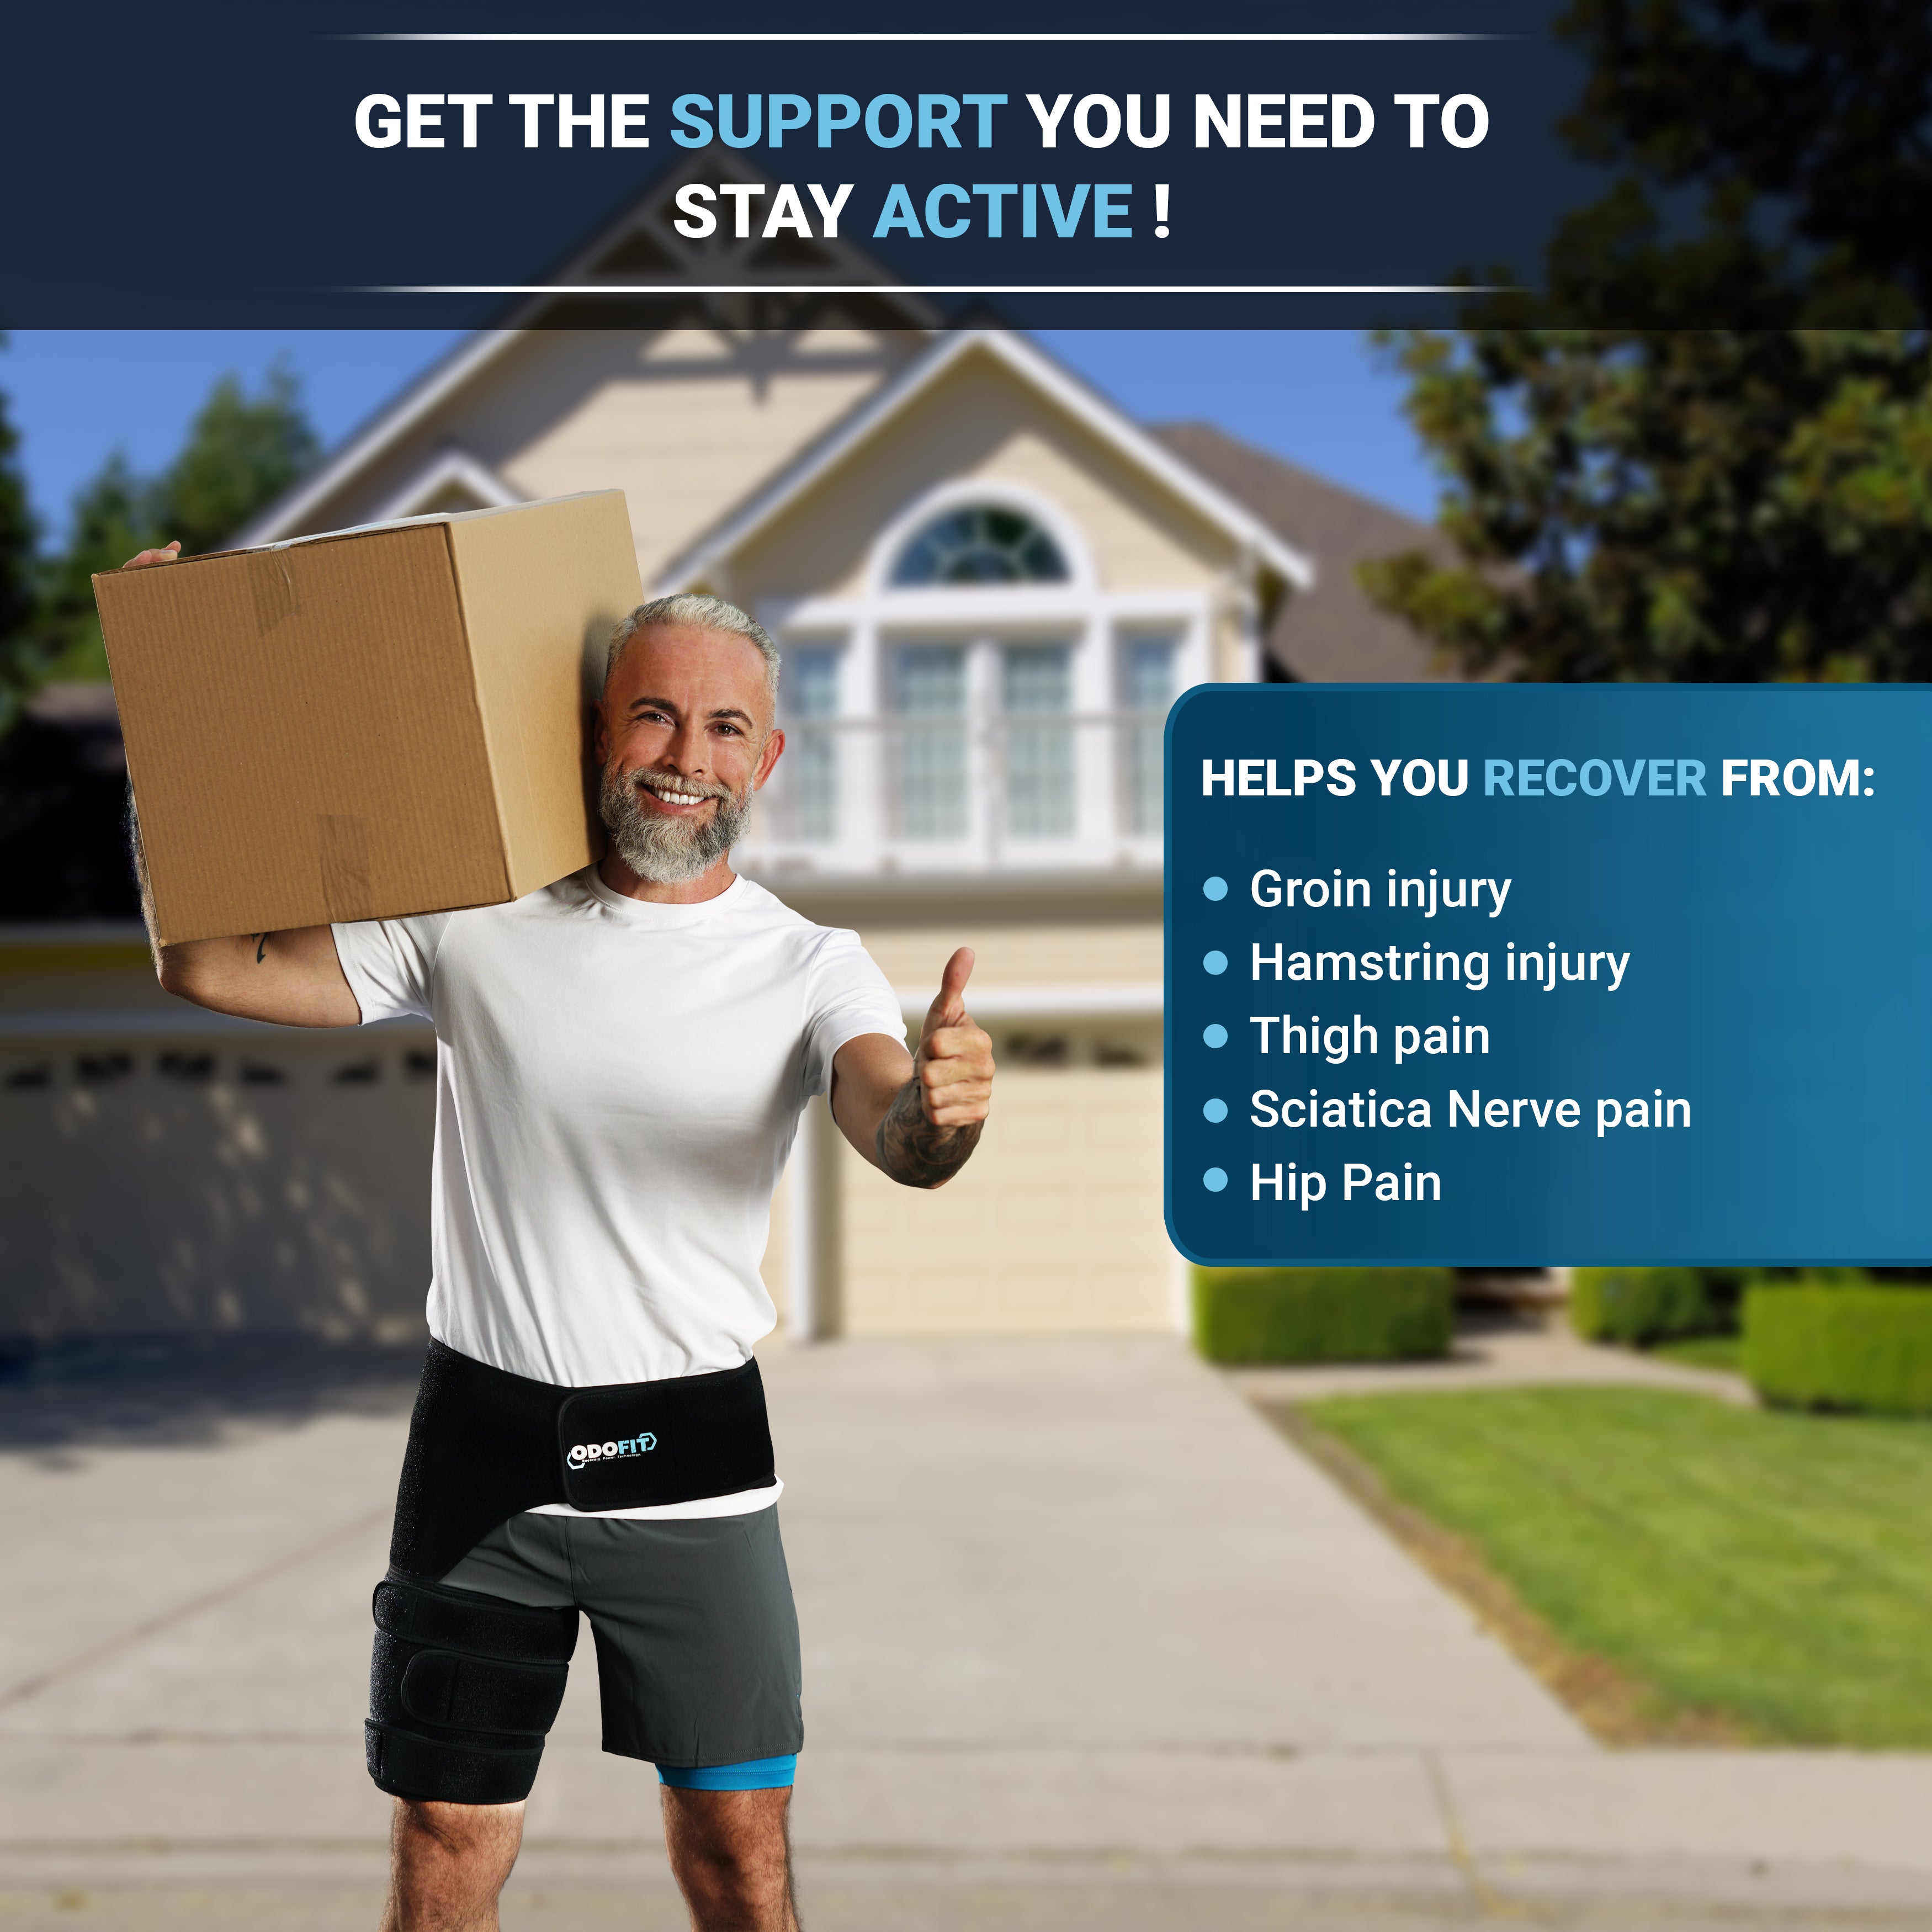 GET THE SUPPORT YOU NEED TO
STAY ACTIVE !
HELPS YOU RECOVER FROM:
Groin injury
Hamstring injury
Thigh pain
Sciatica Nerve pain
Hip Pain
ODOFIT